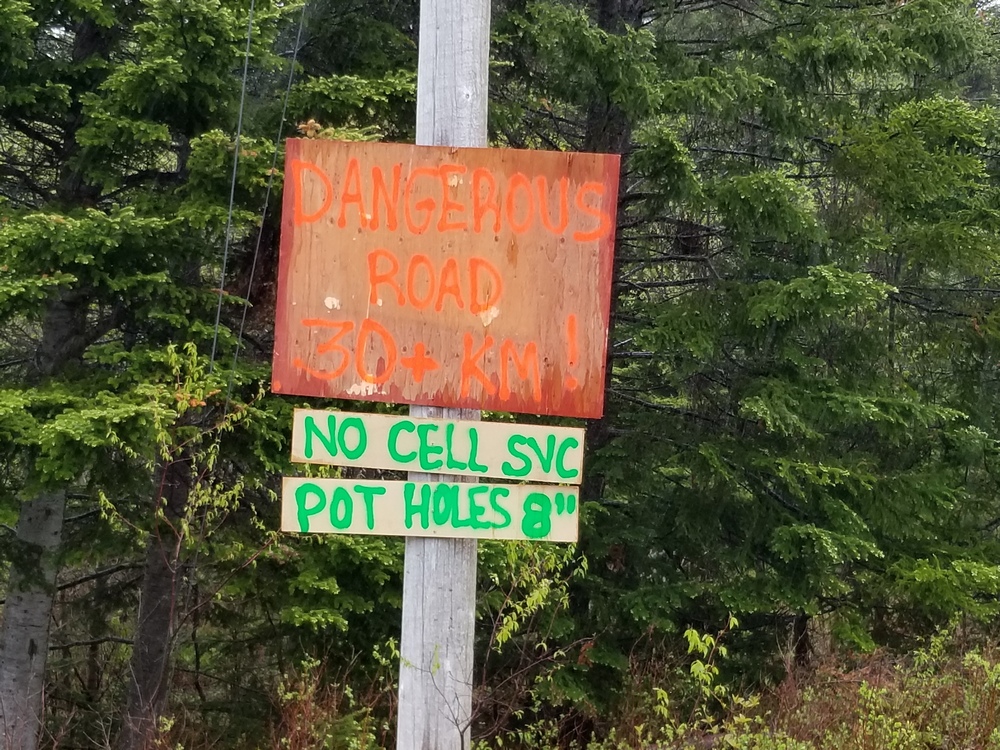 DANGEROUS
ROAD
30+ KM!
NO CELL SVC
POT HOLES 8"